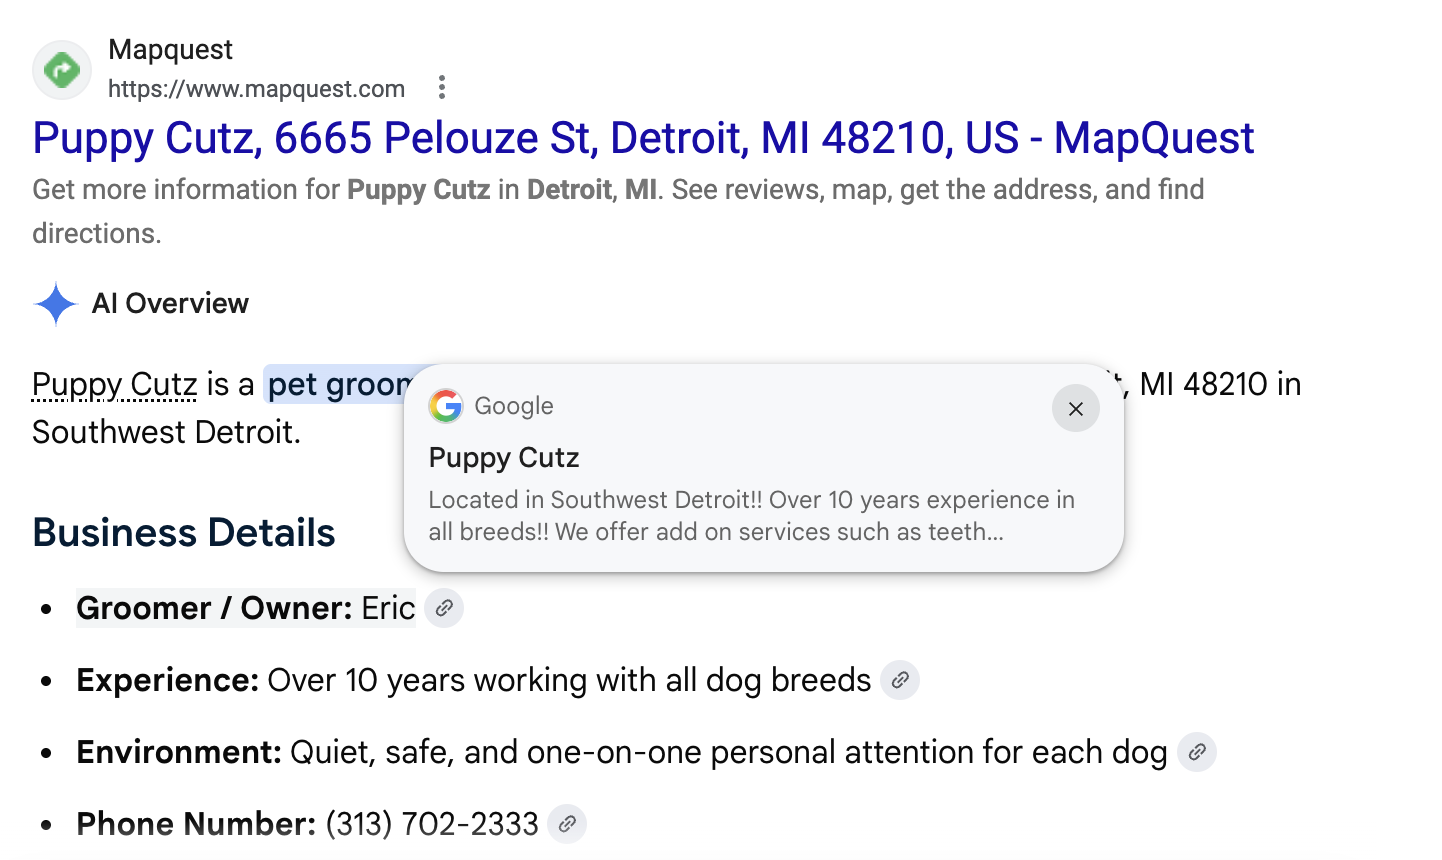 Mapquest
https://www.mapquest.com
Puppy Cutz, 6665 Pelouze St, Detroit, MI 48210, US - MapQuest
Get more information for Puppy Cutz in Detroit, MI. See reviews, map, get the address, and find
directions.
AI Overview
Puppy Cutz is a pet groom
, MI 48210 in
Southwest Detroit.
Google
Puppy Cutz
Located in Southwest Detroit!! Over 10 years experience in
all breeds!! We offer add on services such as teeth...
Business Details
• Groomer / Owner: Eric
• Experience: Over 10 years working with all dog breeds
• Environment: Quiet, safe, and one-on-one personal attention for each dog
• Phone Number: (313) 702-2333